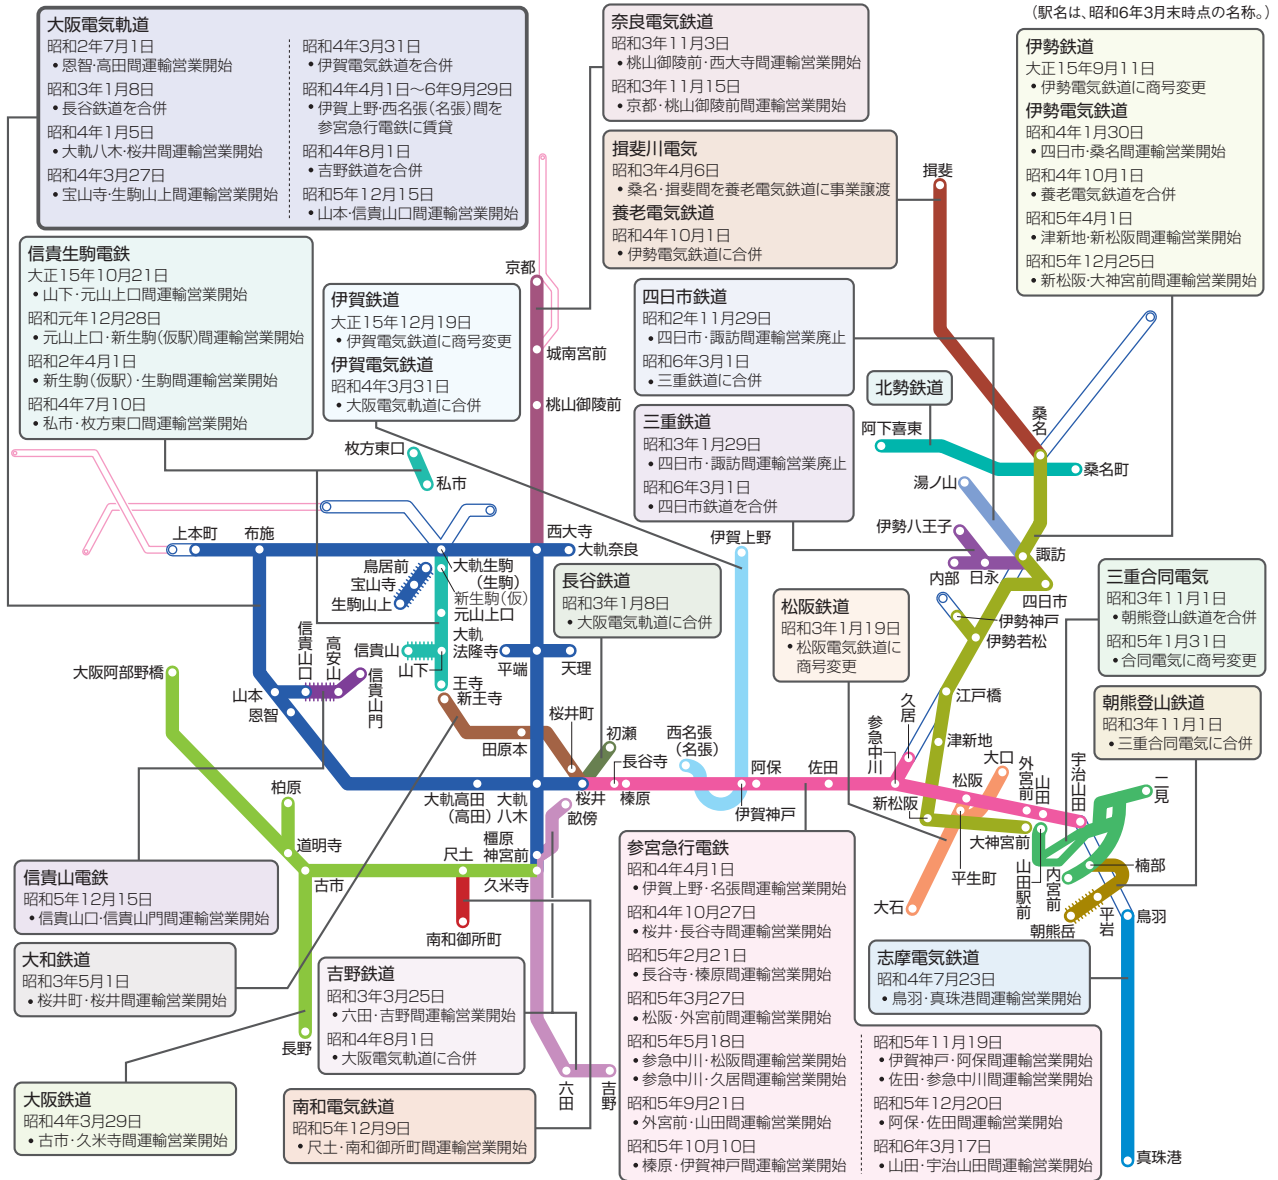 (駅名は、昭和6年3月末時点の名称。)
大阪電気軌道
昭和2年7月1日
• 恩智·高田間運輸営業開始
昭和3年1月8日
• 長谷鉄道を合併
昭和4年1月5日
• 大軌八木·桜井間運輸営業開始
昭和4年3月27日
• 宝山寺·生駒山上間運輸営業開始
昭和4年3月31日
• 伊賀電気鉄道を合併
昭和4年4月1日～6年9月29日
• 伊賀上野·西名張(名張)間を
参宮急行電鉄に賃貸
昭和4年8月1日
• 吉野鉄道を合併
昭和5年12月15日
• 山本·信貴山口間運輸営業開始
奈良電気鉄道
昭和3年11月3日
• 桃山御陵前·西大寺間運輸営業開始
昭和3年11月15日
• 京都·桃山御陵前間運輸営業開始
揖斐川電気
昭和3年4月6日
• 桑名·揖斐間を養老電気鉄道に事業譲渡
養老電気鉄道
昭和4年10月1日
• 伊勢電気鉄道に合併
伊勢鉄道
大正15年9月11日
• 伊勢電気鉄道に商号変更
伊勢電気鉄道
昭和4年1月30日
• 四日市·桑名間運輸営業開始
昭和4年10月1日
• 養老電気鉄道を合併
昭和5年4月1日
• 津新地·新松阪間運輸営業開始
昭和5年12月25日
• 新松阪·大神宮前間運輸営業開始
信貴生駒電鉄
大正15年10月21日
• 山下·元山上口間運輸営業開始
昭和元年12月28日
• 元山上口·新生駒(仮駅)間運輸営業開始
昭和2年4月1日
• 新生駒(仮駅)·生駒間運輸営業開始
昭和4年7月10日
• 私市·枚方東口間運輸営業開始
伊賀鉄道
大正15年12月19日
• 伊賀電気鉄道に商号変更
伊賀電気鉄道
昭和4年3月31日
• 大阪電気軌道に合併
四日市鉄道
昭和2年11月29日
• 四日市·諏訪間運輸営業廃止
昭和6年3月1日
• 三重鉄道に合併
三重鉄道
昭和3年1月29日
• 四日市·諏訪間運輸営業廃止
昭和6年3月1日
• 四日市鉄道を合併
北勢鉄道
長谷鉄道
昭和3年1月8日
• 大阪電気軌道に合併
松阪鉄道
昭和3年1月19日
• 松阪電気鉄道に
商号変更
三重合同電気
昭和3年11月1日
• 朝熊登山鉄道を合併
昭和5年1月31日
• 合同電気に商号変更
朝熊登山鉄道
昭和3年11月1日
• 三重合同電気に合併
信貴山電鉄
昭和5年12月15日
• 信貴山口·信貴山門間運輸営業開始
大和鉄道
昭和3年5月1日
• 桜井町·桜井間運輸営業開始
大阪鉄道
昭和4年3月29日
• 古市·久米寺間運輸営業開始
吉野鉄道
昭和3年3月25日
• 六田·吉野間運輸営業開始
昭和4年8月1日
• 大阪電気軌道に合併
南和電気鉄道
昭和5年12月9日
• 尺土·南和御所町間運輸営業開始
参宮急行電鉄
昭和4年4月1日
• 伊賀上野·名張間運輸営業開始
昭和4年10月27日
• 桜井·長谷寺間運輸営業開始
昭和5年2月21日
• 長谷寺·榛原間運輸営業開始
昭和5年3月27日
• 松阪·外宮前間運輸営業開始
昭和5年5月18日
• 参急中川·松阪間運輸営業開始
• 参急中川·久居間運輸営業開始
昭和5年9月21日
• 外宮前·山田間運輸営業開始
昭和5年10月10日
• 榛原·伊賀神戸間運輸営業開始
昭和5年11月19日
• 伊賀神戸·阿保間運輸営業開始
• 佐田·参急中川間運輸営業開始
昭和5年12月20日
• 阿保·佐田間運輸営業開始
昭和6年3月17日
• 山田·宇治山田間運輸営業開始
志摩電気鉄道
昭和4年7月23日
• 鳥羽·真珠港間運輸営業開始
京都
城南宮前
桃山御陵前
枚方東口
私市
上本町
布施
西大寺
大軌奈良
鳥居前
宝山寺
生駒山上
大軌生駒
(生駒)
新生駒(仮)
元山上口
大軌
法隆寺
信貴山
山下
王寺
新王寺
平端
天理
信貴山口
高安山
信貴山門
大阪阿部野橋
山本
恩智
田原本
桜井町
初瀬
長谷寺
榛原
西名張
(名張)
伊賀上野
阿保
伊賀神戸
佐田
参急中川
久居
大軌高田
(高田)
大軌
八木
桜井
畝傍
橿原
神宮前
久米寺
柏原
道明寺
古市
尺土
南和御所町
長野
六田
吉野
揖斐
桑名
阿下喜東
桑名町
湯ノ山
伊勢八王子
内部
日永
諏訪
四日市
伊勢神戸
伊勢若松
江戸橋
津新地
新松阪
大口
松阪
平生町
大石
外宮前
山田
宇治山田
大神宮前
山田駅前
内宮前
二見
楠部
平岩
朝熊岳
鳥羽
真珠港